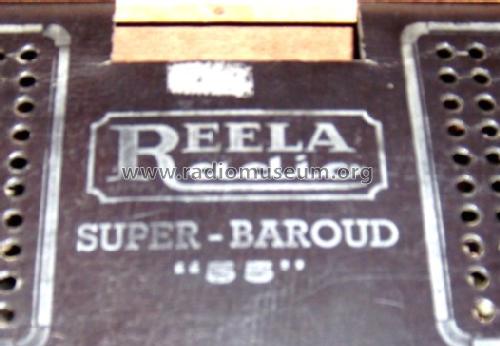 REELA
Radio
www.radiomuseum.org
SUPER-BAROUD
"55"